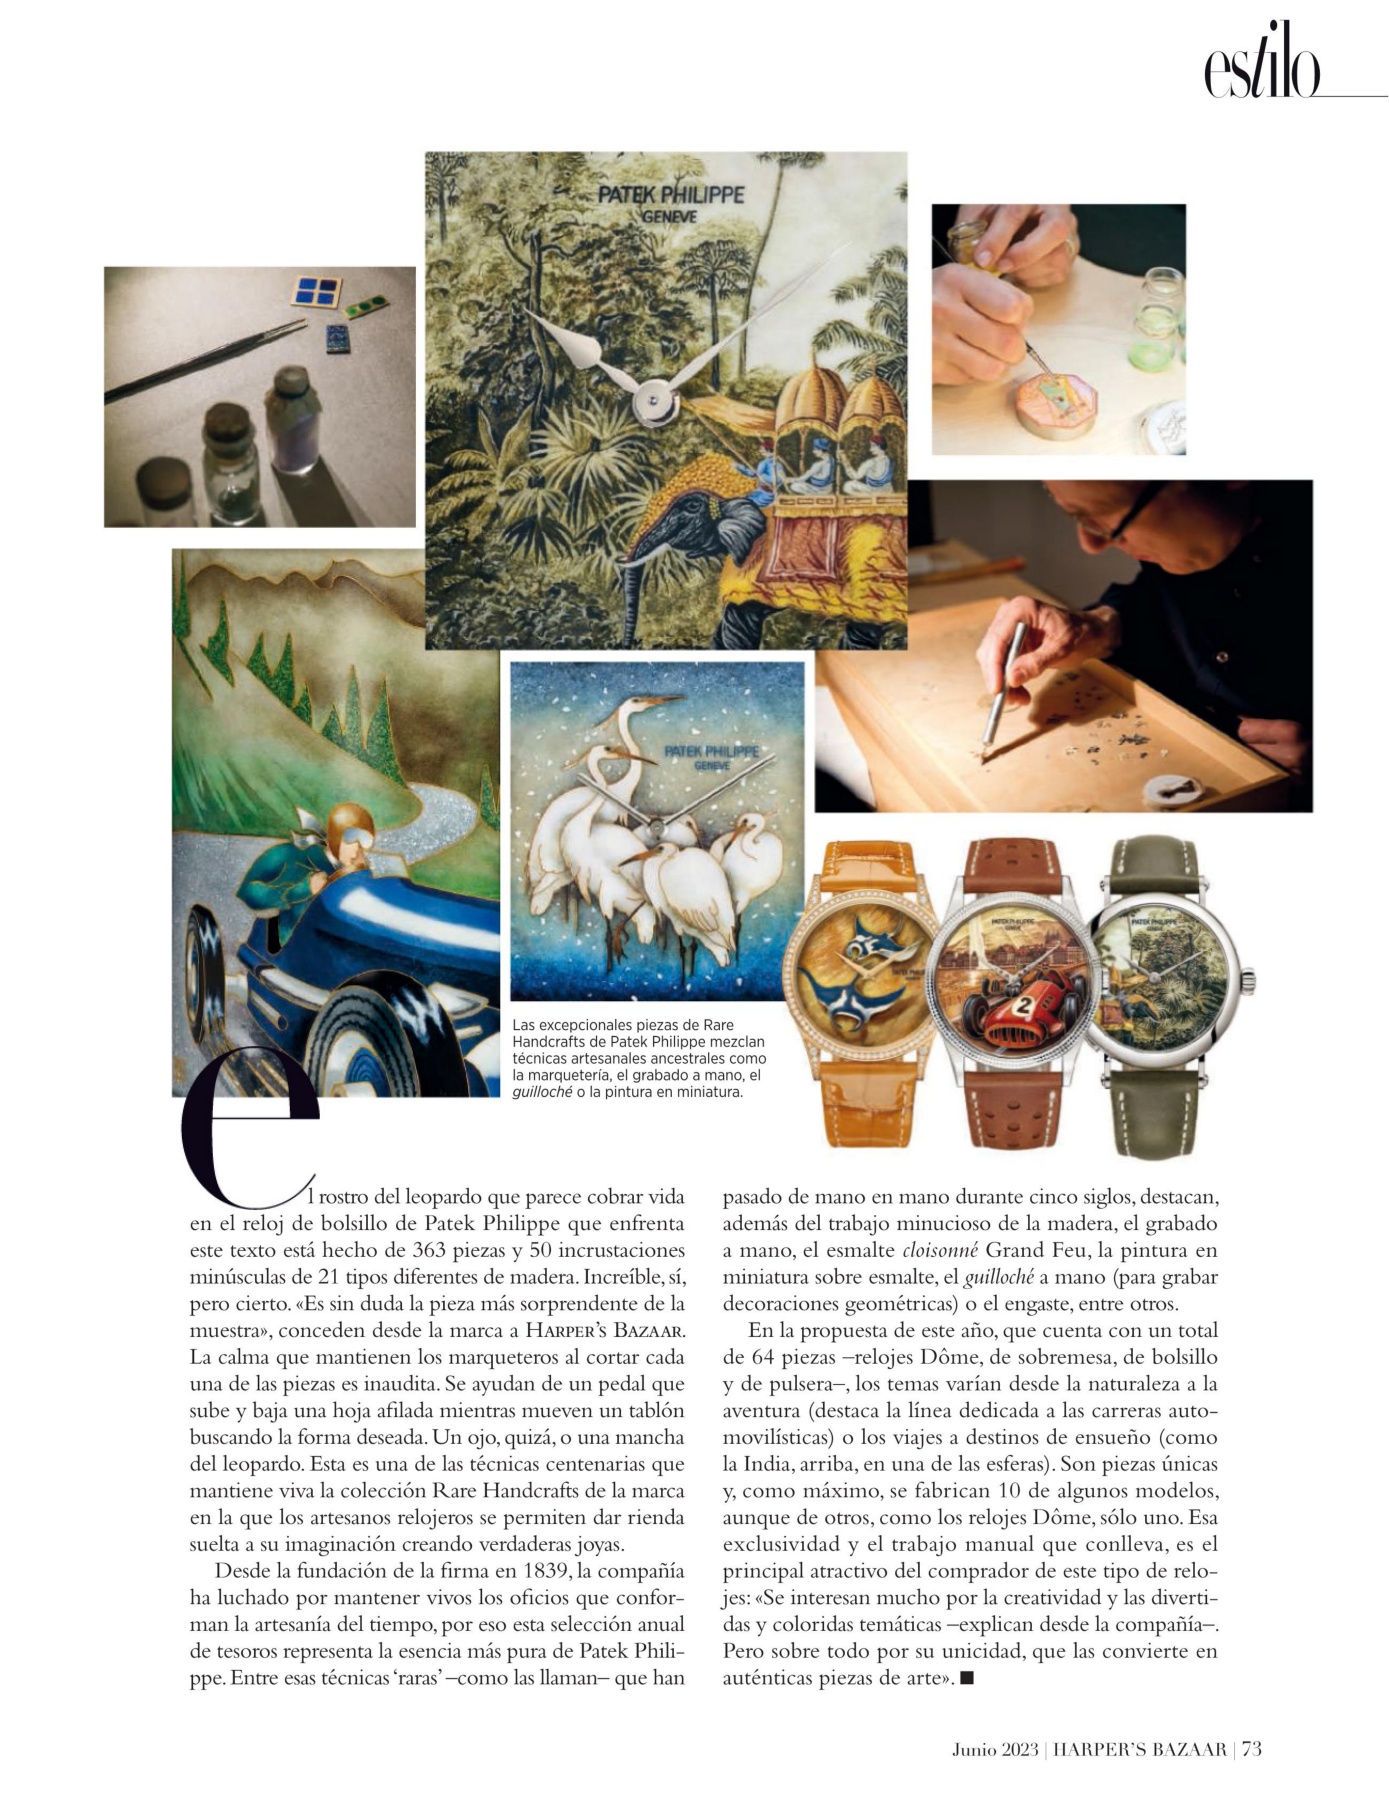 estilo
PATEK PHILIPPE
GENEVE
PATEK PHILIPPE
GENEVE
PATEK PHILIPPE
GENEVE
2
PATEK PHILIPPE
GENEVE
Las excepcionales piezas de Rare
Handcrafts de Patek Philippe mezclan
técnicas artesanales ancestrales como
la marquetería, el grabado a mano, el
guilloché o la pintura en miniatura.
el rostro del leopardo que parece cobrar vida
en el reloj de bolsillo de Patek Philippe que enfrenta
este texto está hecho de 363 piezas y 50 incrustaciones
minúsculas de 21 tipos diferentes de madera. Increíble, sí,
pero cierto. «Es sin duda la pieza más sorprendente de la
muestra», conceden desde la marca a HARPER'S BAZAAR.
La calma que mantienen los marqueteros al cortar cada
una de las piezas es inaudita. Se ayudan de un pedal que
sube y baja una hoja afilada mientras mueven un tablón
buscando la forma deseada. Un ojo, quizá, o una mancha
del leopardo. Esta es una de las técnicas centenarias que
mantiene viva la colección Rare Handcrafts de la marca
en la que los artesanos relojeros se permiten dar rienda
suelta a su imaginación creando verdaderas joyas.
Desde la fundación de la firma en 1839, la compañía
ha luchado por mantener vivos los oficios que confor-
man la artesanía del tiempo, por eso esta selección anual
de tesoros representa la esencia más pura de Patek Phili-
ppe. Entre esas técnicas 'raras' –como las llaman– que han
pasado de mano en mano durante cinco siglos, destacan,
además del trabajo minucioso de la madera, el grabado
a mano, el esmalte cloisonné Grand Feu, la pintura en
miniatura sobre esmalte, el guilloché a mano (para grabar
decoraciones geométricas) o el engaste, entre otros.
En la propuesta de este año, que cuenta con un total
de 64 piezas –relojes Dôme, de sobremesa, de bolsillo
y de pulsera–, los temas varían desde la naturaleza a la
aventura (destaca la línea dedicada a las carreras auto-
movilísticas) o los viajes a destinos de ensueño (como
la India, arriba, en una de las esferas). Son piezas únicas
y, como máximo, se fabrican 10 de algunos modelos,
aunque de otros, como los relojes Dôme, sólo uno. Esa
exclusividad y el trabajo manual que conlleva, es el
principal atractivo del comprador de este tipo de relo-
jes: «Se interesan mucho por la creatividad y las diverti-
das y coloridas temáticas –explican desde la compañía–.
Pero sobre todo por su unicidad, que las convierte en
auténticas piezas de arte». ■
Junio 2023 | HARPER'S BAZAAR | 73